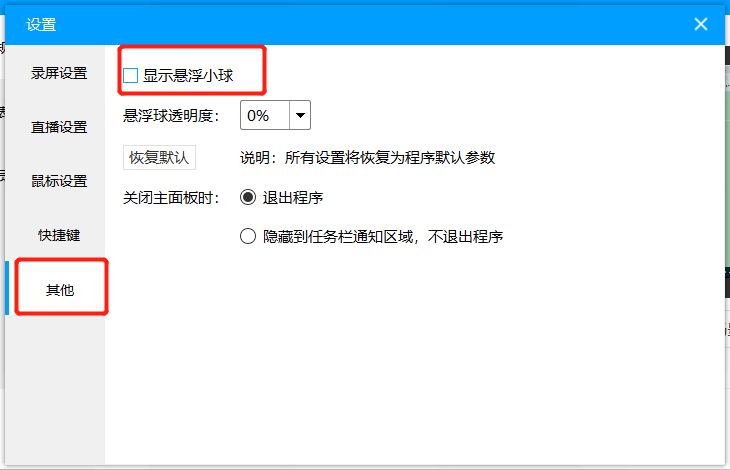 设置
录屏设置
直播设置
鼠标设置
快捷键
其他
显示悬浮小球
悬浮球透明度： 0%
恢复默认 说明：所有设置将恢复为程序默认参数
关闭主面板时： 退出程序
隐藏到任务栏通知区域，不退出程序